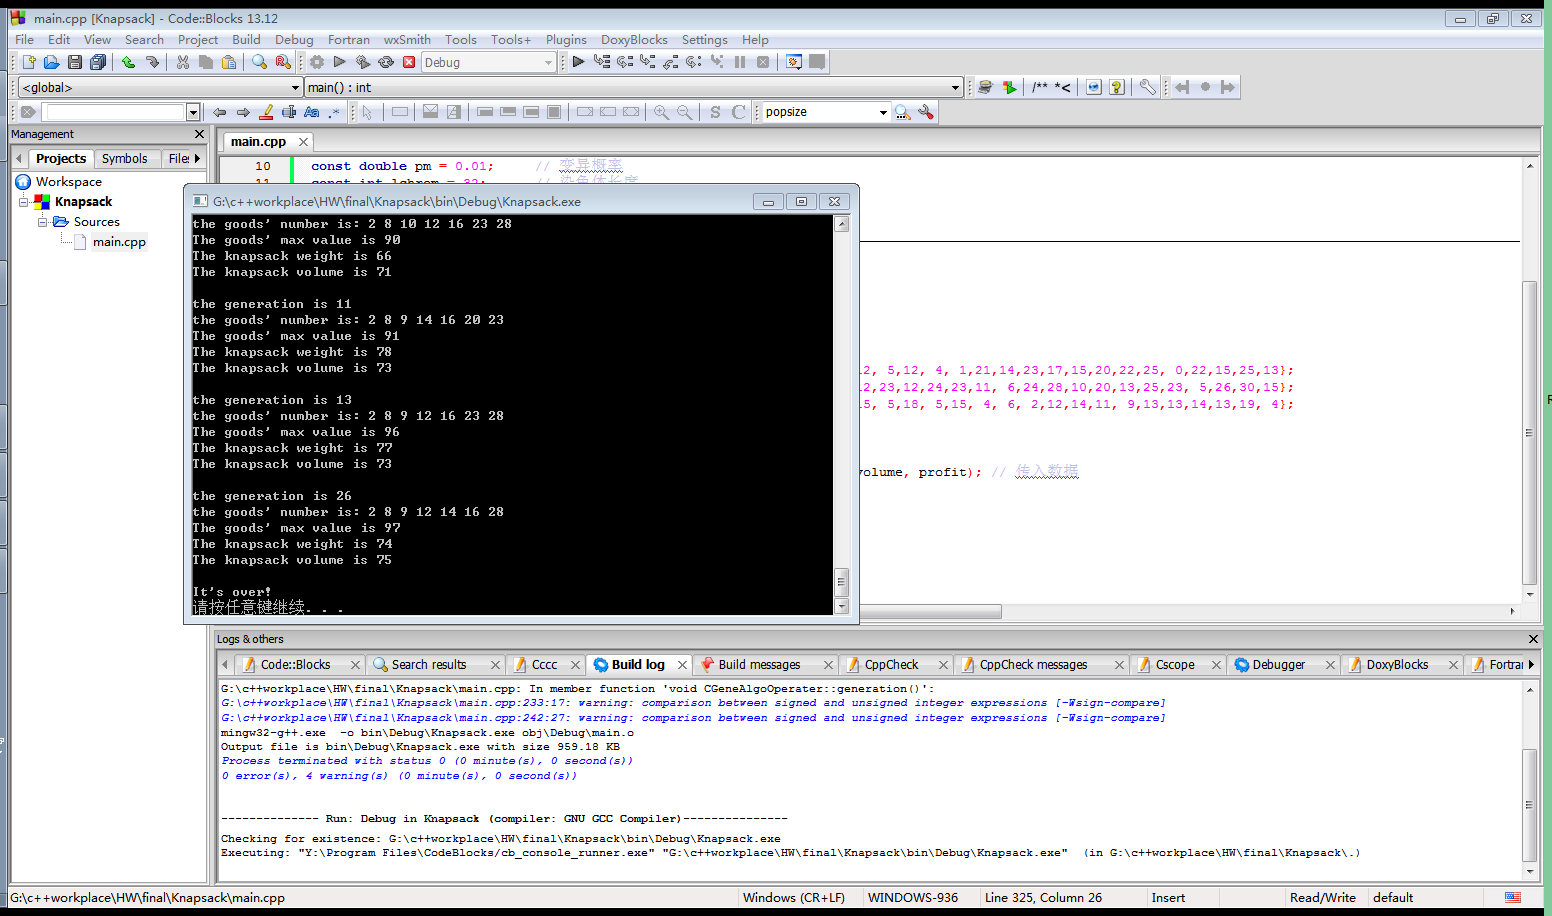 main.cpp [Knapsack] - Code::Blocks 13.12
File Edit View Search Project Build Debug Fortran wxSmith Tools Tools+ Plugins DoxyBlocks Settings Help
Debug
<global> main() : int /** *<
Aa .* S C popsize
Management
Projects Symbols Files
Workspace
Knapsack
Sources
main.cpp
main.cpp
10 const double pm = 0.01; // 变异概率
11 const int lchrom = 32; // 染色体长度
G:\c++workplace\HW\final\Knapsack\bin\Debug\Knapsack.exe
the goods' number is: 2 8 10 12 16 23 28
The goods' max value is 90
The knapsack weight is 66
The knapsack volume is 71
the generation is 11
the goods' number is: 2 8 9 14 16 20 23
The goods' max value is 91
The knapsack weight is 78
The knapsack volume is 73
the generation is 13
the goods' number is: 2 8 9 12 16 23 28
The goods' max value is 96
The knapsack weight is 77
The knapsack volume is 73
the generation is 26
the goods' number is: 2 8 9 12 14 16 28
The goods' max value is 97
The knapsack weight is 74
The knapsack volume is 75
It's over!
请按任意键继续. . .
12, 5,12, 4, 1,21,14,23,17,15,20,22,25, 0,22,15,25,13};
12,23,12,24,23,11, 6,24,28,10,20,13,25,23, 5,26,30,15};
15, 5,18, 5,15, 4, 6, 2,12,14,11, 9,13,13,14,13,19, 4};
volume, profit); // 传入数据
Logs & others
Code::Blocks Search results Cccc Build log Build messages CppCheck CppCheck messages Cscope Debugger DoxyBlocks Fortran
G:\c++workplace\HW\final\Knapsack\main.cpp: In member function 'void CGeneAlgoOperater::generation()':
G:\c++workplace\HW\final\Knapsack\main.cpp:233:17: warning: comparison between signed and unsigned integer expressions [-Wsign-compare]
G:\c++workplace\HW\final\Knapsack\main.cpp:242:27: warning: comparison between signed and unsigned integer expressions [-Wsign-compare]
mingw32-g++.exe  -o bin\Debug\Knapsack.exe obj\Debug\main.o
Output file is bin\Debug\Knapsack.exe with size 959.18 KB
Process terminated with status 0 (0 minute(s), 0 second(s))
0 error(s), 4 warning(s) (0 minute(s), 0 second(s))
-------------- Run: Debug in Knapsack (compiler: GNU GCC Compiler)---------------
Checking for existence: G:\c++workplace\HW\final\Knapsack\bin\Debug\Knapsack.exe
Executing: "Y:\Program Files\CodeBlocks/cb_console_runner.exe" "G:\c++workplace\HW\final\Knapsack\bin\Debug\Knapsack.exe"  (in G:\c++workplace\HW\final\Knapsack\.)
G:\c++workplace\HW\final\Knapsack\main.cpp Windows (CR+LF) WINDOWS-936 Line 325, Column 26 Insert Read/Write default